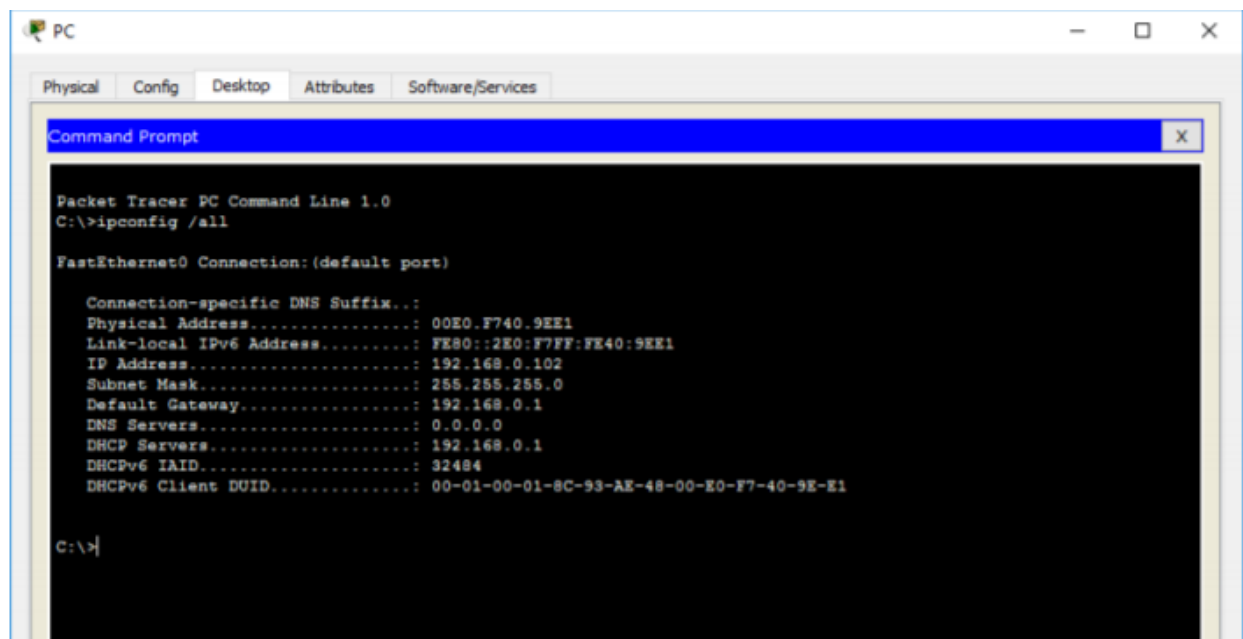 PC
Physical Config Desktop Attributes Software/Services
Command Prompt X
Packet Tracer PC Command Line 1.0
C:\>ipconfig /all
FastEthernet0 Connection:(default port)
Connection-specific DNS Suffix..:
Physical Address................: 00E0.F740.9EE1
Link-local IPv6 Address.........: FE80::2E0:F7FF:FE40:9EE1
IP Address......................: 192.168.0.102
Subnet Mask.....................: 255.255.255.0
Default Gateway.................: 192.168.0.1
DNS Servers.....................: 0.0.0.0
DHCP Servers....................: 192.168.0.1
DHCPv6 IAID.....................: 32484
DHCPv6 Client DUID..............: 00-01-00-01-8C-93-AE-48-00-E0-F7-40-9E-E1
C:\>